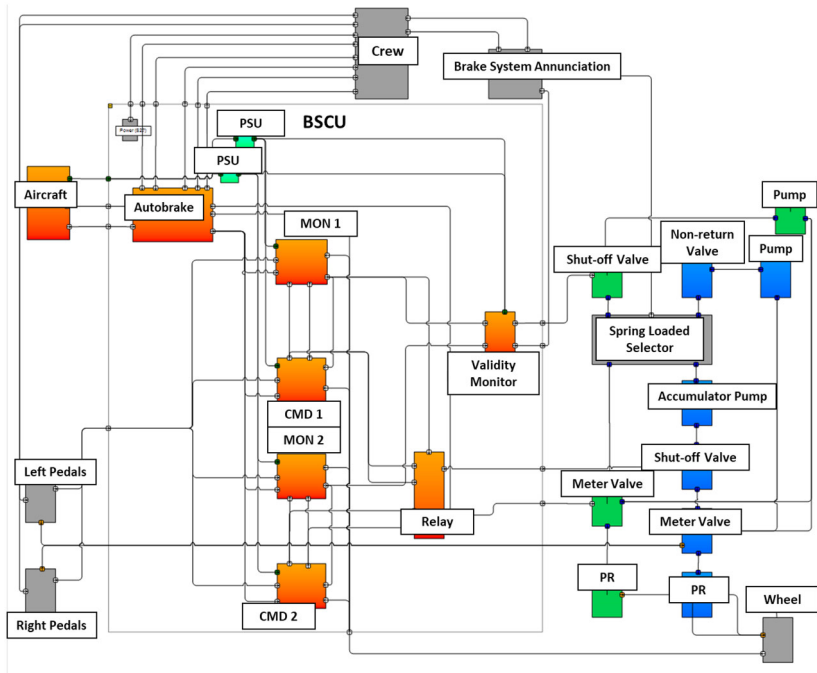 Crew
Brake System Annunciation
BSCU
PSU
PSU
Aircraft
Autobrake
MON 1
Pump
Non-return
Valve
Pump
Shut-off Valve
Spring Loaded
Selector
Validity
Monitor
Accumulator Pump
CMD 1
MON 2
Left Pedals
Shut-off Valve
Meter Valve
Relay
Meter Valve
PR
PR
Wheel
CMD 2
Right Pedals